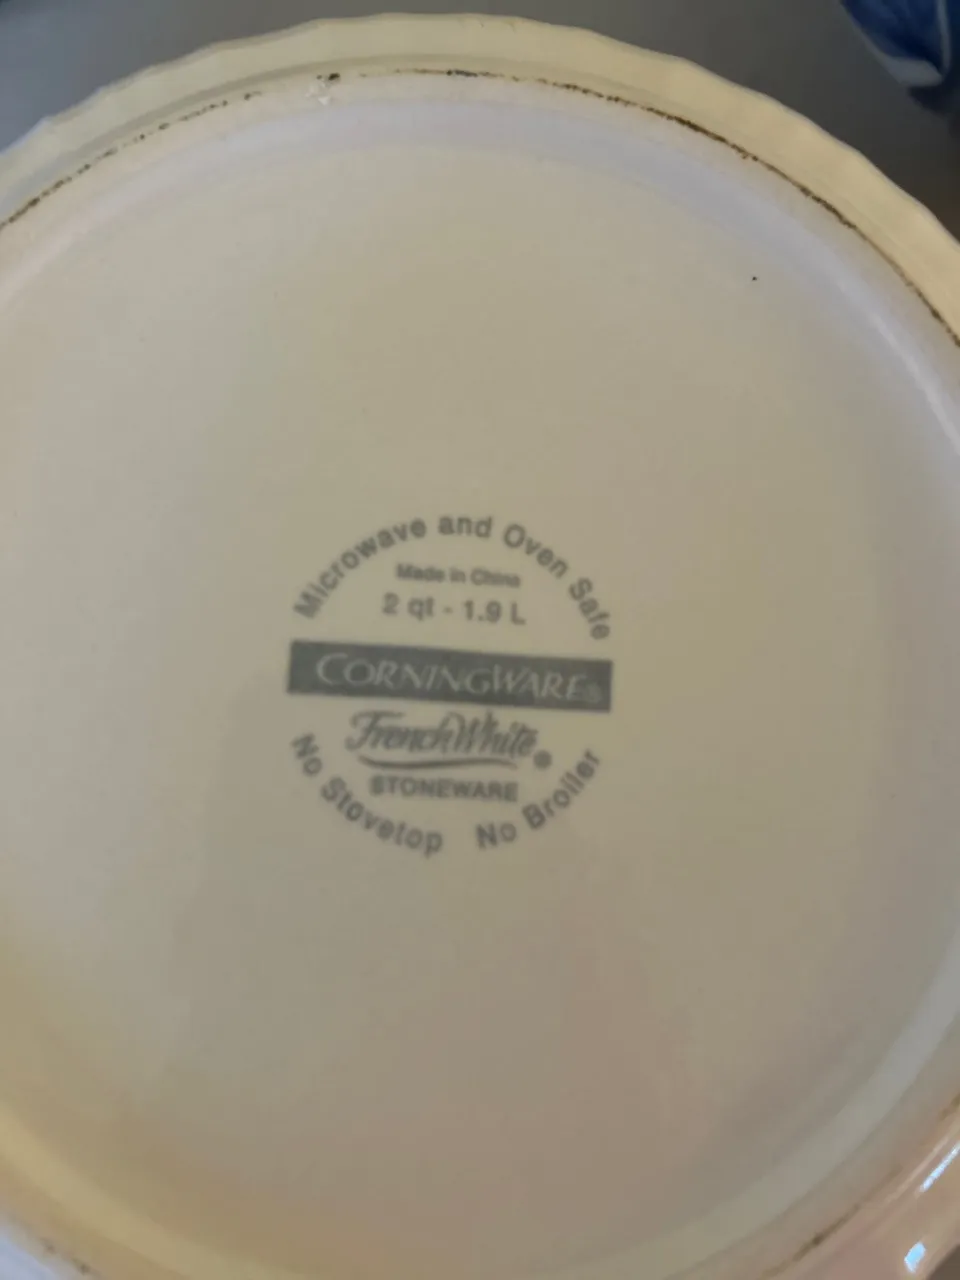 Microwave and Oven Safe
Made in China
2 qt - 1.9 L
CORNINGWARE®
French White®
STONEWARE
No Stovetop No Broiler